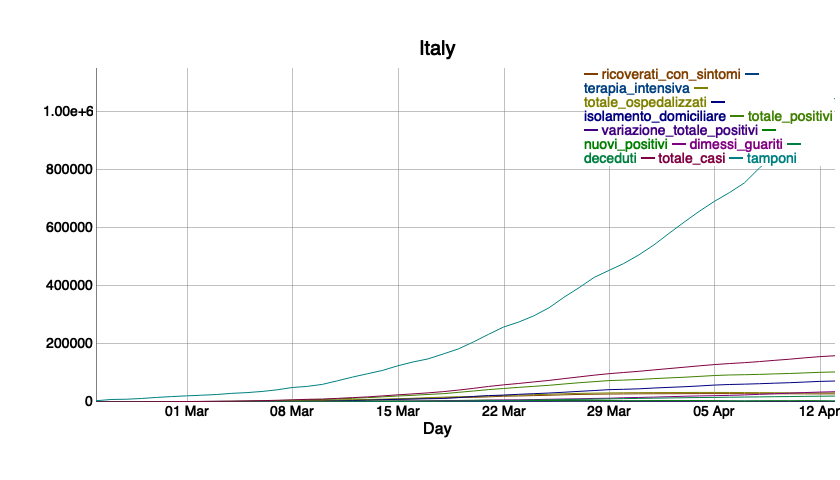 Italy
— ricoverati_con_sintomi —
terapia_intensiva —
totale_ospedalizzati —
isolamento_domiciliare — totale_positivi
— variazione_totale_positivi —
nuovi_positivi — dimessi_guariti —
deceduti — totale_casi — tamponi
1.00e+6
800000
600000
400000
200000
0
01 Mar 08 Mar 15 Mar 22 Mar 29 Mar 05 Apr 12 Apr
Day